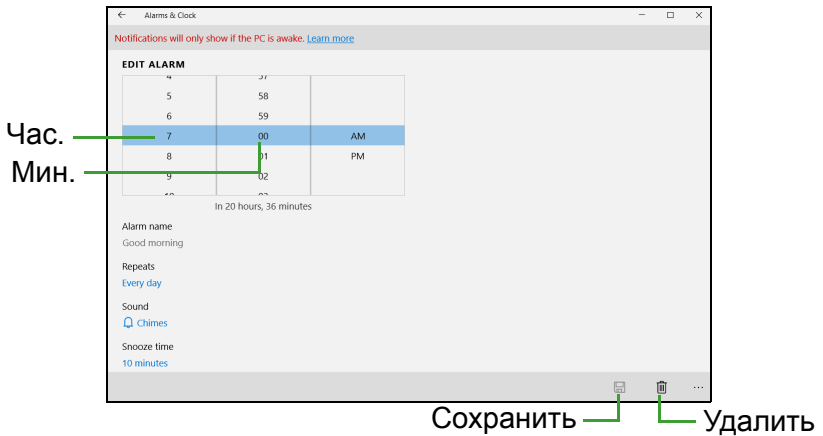 Alarms & Clock
Notifications will only show if the PC is awake. Learn more
EDIT ALARM
4 57
5 58
6 59
Час. 7 00 AM
8 01 PM
Мин.
9 02
In 20 hours, 36 minutes
Alarm name
Good morning
Repeats
Every day
Sound
Chimes
Snooze time
10 minutes
...
Сохранить Удалить